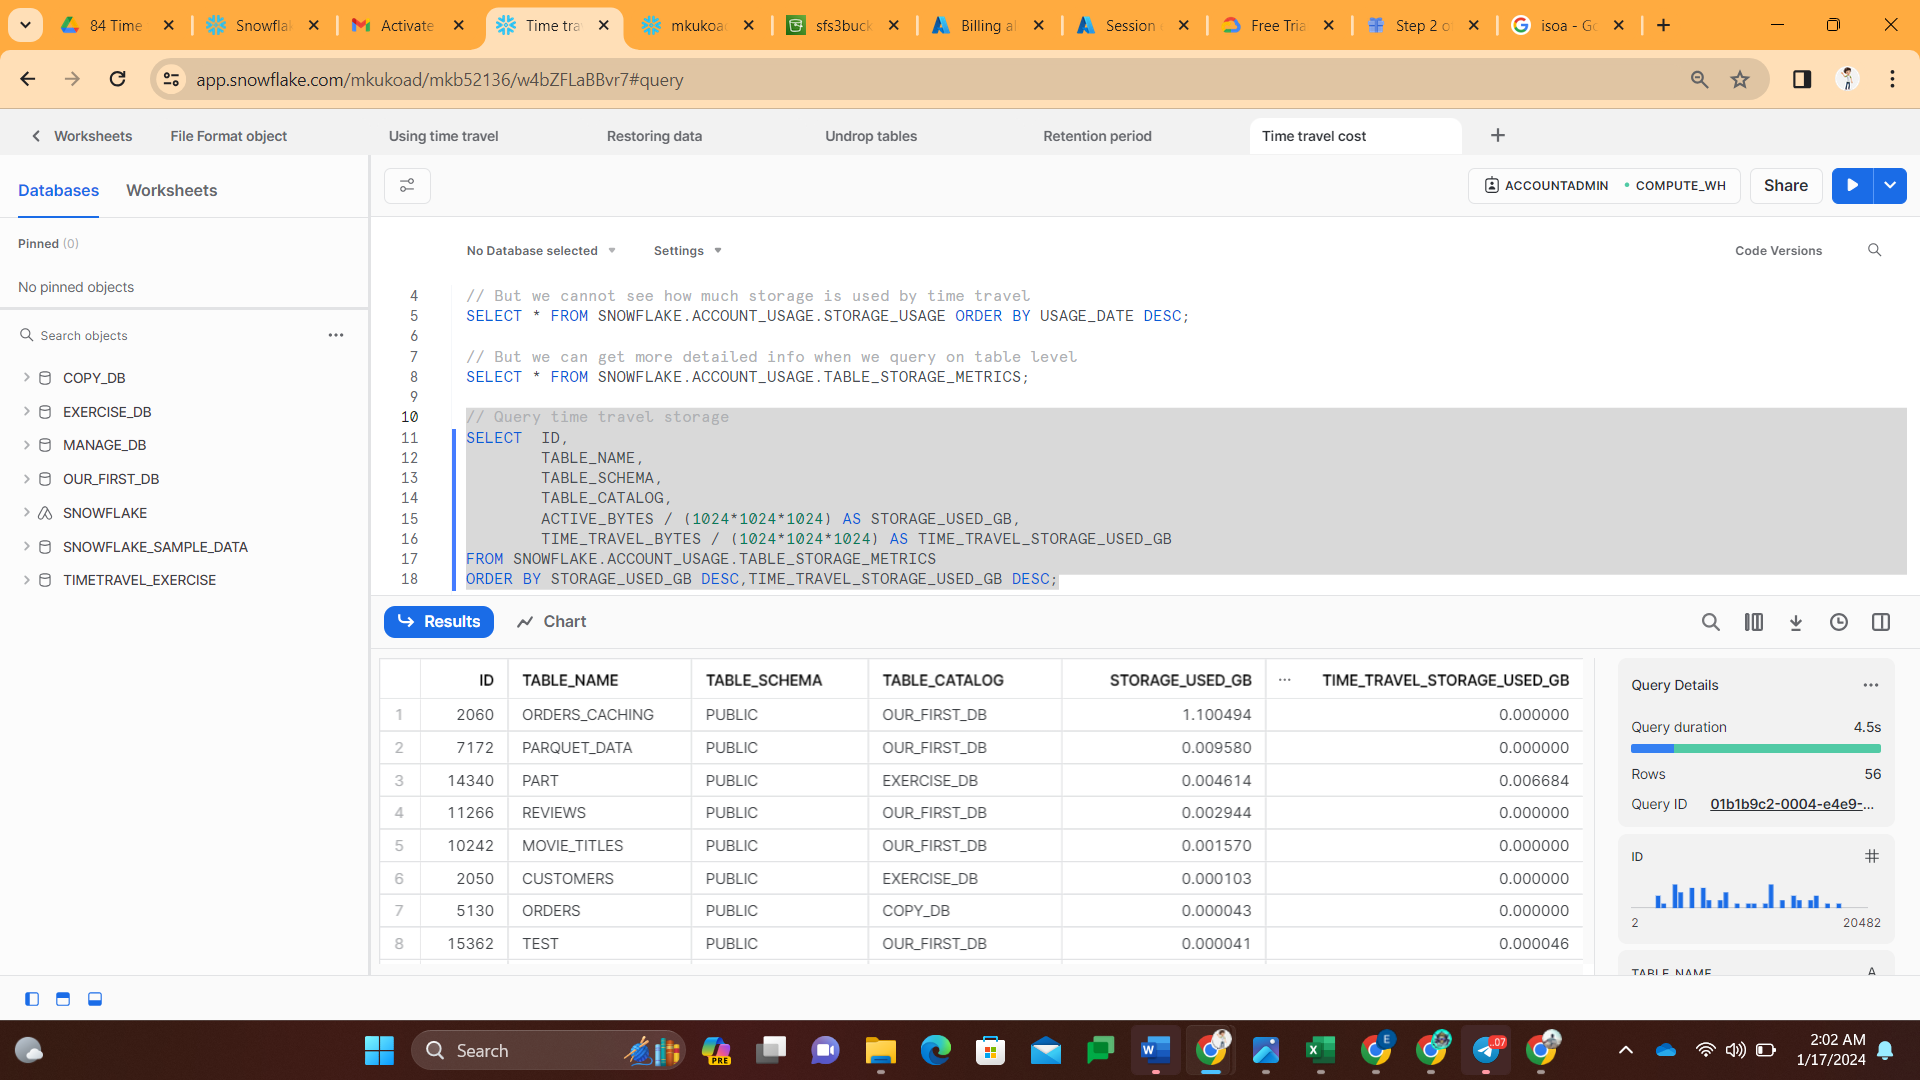 84 Time
Snowflak
Activate
Time tra
mkukoad
sfs3buck
Billing al
Session
Free Tria
Step 2 o
isoa - Go
app.snowflake.com/mkukoad/mkb52136/w4bZFLaBBvr7#query
Worksheets
File Format object
Using time travel
Restoring data
Undrop tables
Retention period
Time travel cost
Databases
Worksheets
ACCOUNTADMIN
COMPUTE_WH
Share
Pinned (0)
No pinned objects
Search objects
COPY_DB
EXERCISE_DB
MANAGE_DB
OUR_FIRST_DB
SNOWFLAKE
SNOWFLAKE_SAMPLE_DATA
TIMETRAVEL_EXERCISE
No Database selected
Settings
Code Versions
4 // But we cannot see how much storage is used by time travel
5 SELECT * FROM SNOWFLAKE.ACCOUNT_USAGE.STORAGE_USAGE ORDER BY USAGE_DATE DESC;
6
7 // But we can get more detailed info when we query on table level
8 SELECT * FROM SNOWFLAKE.ACCOUNT_USAGE.TABLE_STORAGE_METRICS;
9
10 // Query time travel storage
11 SELECT ID,
12 TABLE_NAME,
13 TABLE_SCHEMA,
14 TABLE_CATALOG,
15 ACTIVE_BYTES / (1024*1024*1024) AS STORAGE_USED_GB,
16 TIME_TRAVEL_BYTES / (1024*1024*1024) AS TIME_TRAVEL_STORAGE_USED_GB
17 FROM SNOWFLAKE.ACCOUNT_USAGE.TABLE_STORAGE_METRICS
18 ORDER BY STORAGE_USED_GB DESC,TIME_TRAVEL_STORAGE_USED_GB DESC;
Results
Chart
ID TABLE_NAME TABLE_SCHEMA TABLE_CATALOG STORAGE_USED_GB ... TIME_TRAVEL_STORAGE_USED_GB
1 2060 ORDERS_CACHING PUBLIC OUR_FIRST_DB 1.100494 0.000000
2 7172 PARQUET_DATA PUBLIC OUR_FIRST_DB 0.009580 0.000000
3 14340 PART PUBLIC EXERCISE_DB 0.004614 0.006684
4 11266 REVIEWS PUBLIC OUR_FIRST_DB 0.002944 0.000000
5 10242 MOVIE_TITLES PUBLIC OUR_FIRST_DB 0.001570 0.000000
6 2050 CUSTOMERS PUBLIC EXERCISE_DB 0.000103 0.000000
7 5130 ORDERS PUBLIC COPY_DB 0.000043 0.000000
8 15362 TEST PUBLIC OUR_FIRST_DB 0.000041 0.000046
Query Details
Query duration 4.5s
Rows 56
Query ID 01b1b9c2-0004-e4e9-...
ID #
2 20482
TABLE_NAME A
Search
PRE
E
.07
2:02 AM
1/17/2024